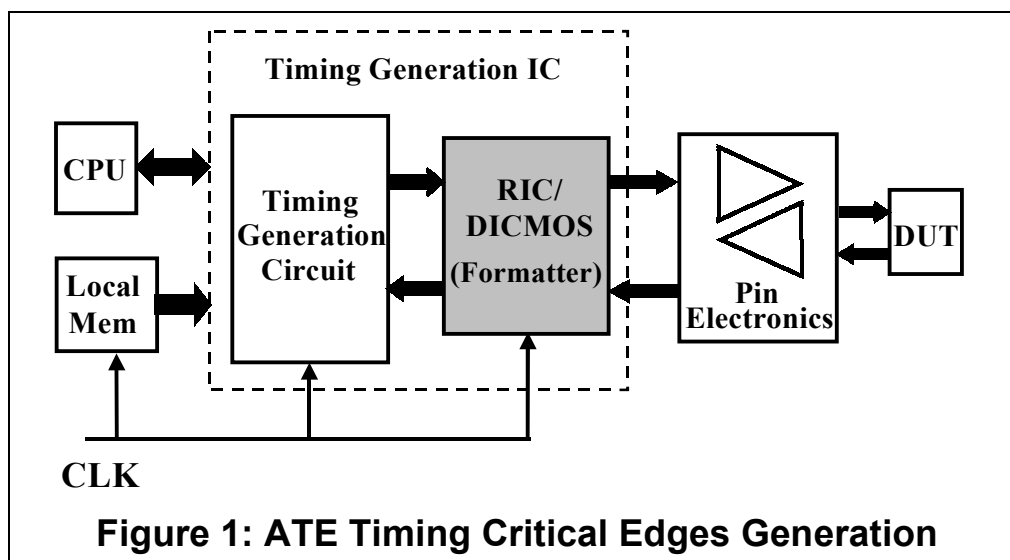 Timing Generation IC
CPU
Local
Mem
Timing
Generation
Circuit
RIC/
DICMOS
(Formatter)
Pin
Electronics
DUT
CLK
Figure 1: ATE Timing Critical Edges Generation